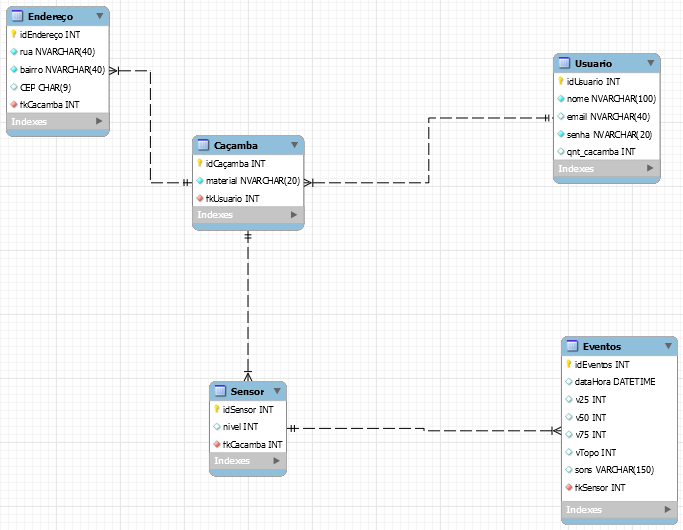 Endereço
idEndereço INT
rua NVARCHAR(40)
bairro NVARCHAR(40)
CEP CHAR(9)
fkCacamba INT
Indexes
Usuario
idUsuario INT
nome NVARCHAR(100)
email NVARCHAR(40)
senha NVARCHAR(20)
qnt_cacamba INT
Indexes
Caçamba
idCaçamba INT
material NVARCHAR(20)
fkUsuario INT
Indexes
Sensor
idSensor INT
nivel INT
fkCacamba INT
Indexes
Eventos
idEventos INT
dataHora DATETIME
v25 INT
v50 INT
v75 INT
vTopo INT
sons VARCHAR(150)
fkSensor INT
Indexes